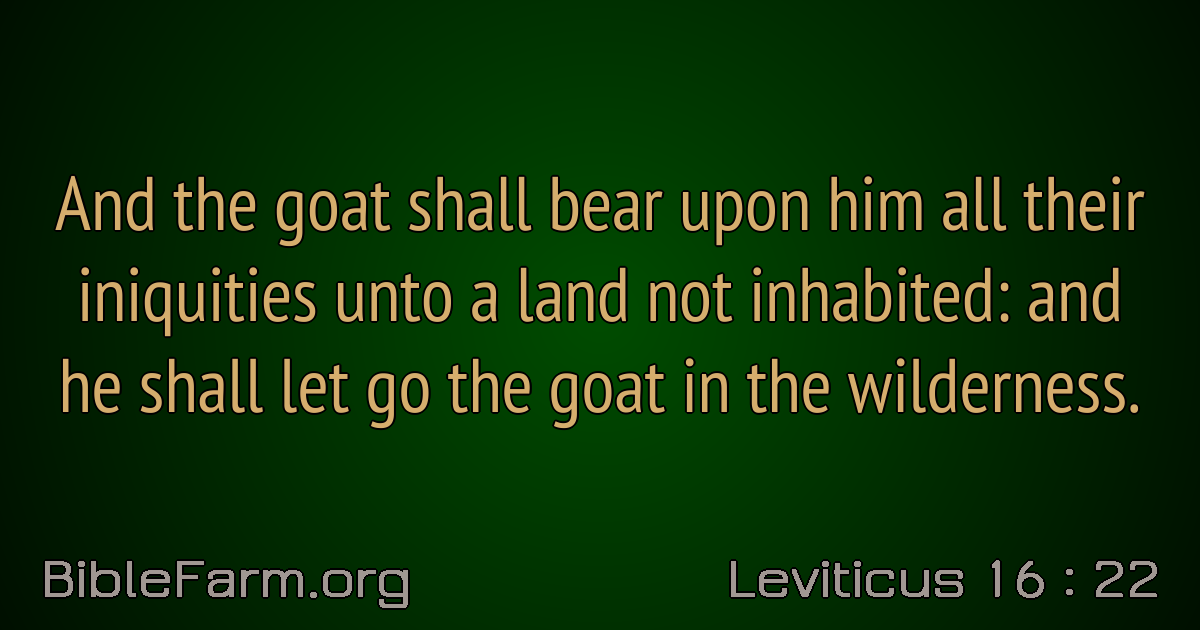 And the goat shall bear upon him all their
iniquities unto a land not inhabited: and
he shall let go the goat in the wilderness.
BibleFarm.org
Leviticus 16 : 22